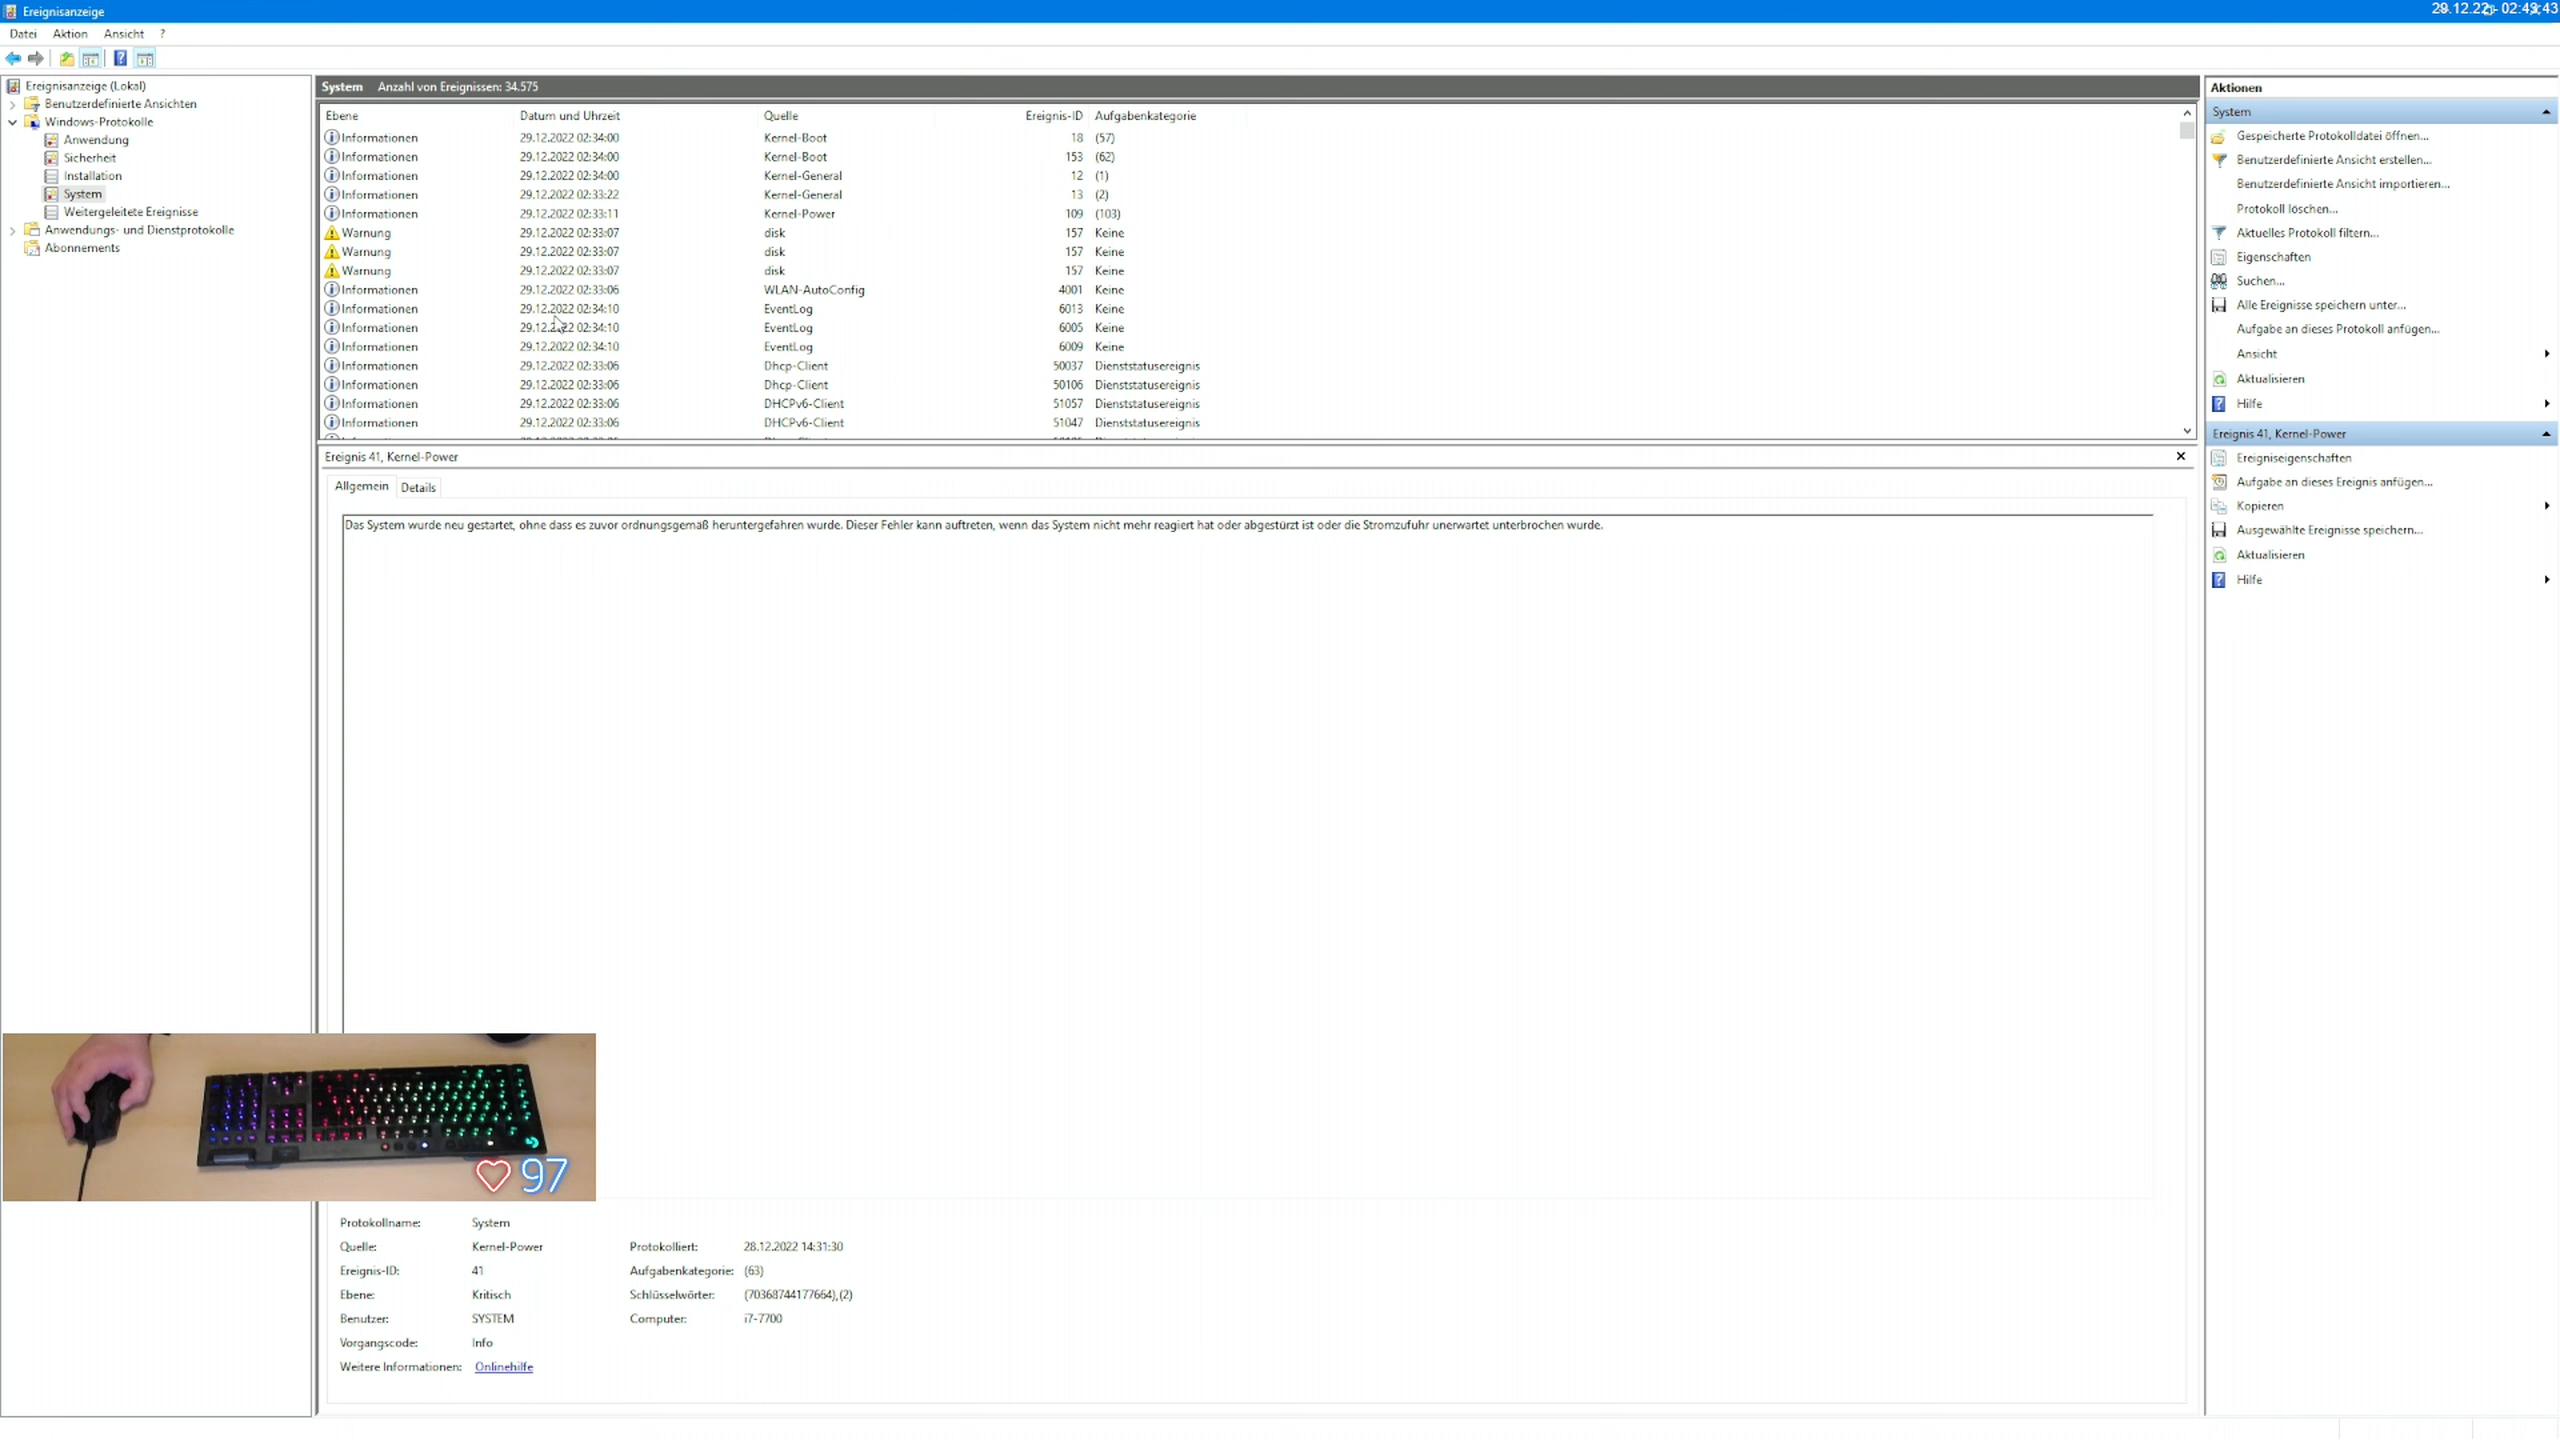 Ereignisanzeige
Datei Aktion Ansicht ?
Ereignisanzeige (Lokal)
Benutzerdefinierte Ansichten
Windows-Protokolle
Anwendung
Sicherheit
Installation
System
Weitergeleitete Ereignisse
Anwendungs- und Dienstprotokolle
Abonnements
System Anzahl von Ereignissen: 34.575
Ebene Datum und Uhrzeit Quelle Ereignis-ID Aufgabenkategorie
Informationen 29.12.2022 02:34:00 Kernel-Boot 18 (57)
Informationen 29.12.2022 02:34:00 Kernel-Boot 153 (62)
Informationen 29.12.2022 02:34:00 Kernel-General 12 (1)
Informationen 29.12.2022 02:33:22 Kernel-General 13 (2)
Informationen 29.12.2022 02:33:11 Kernel-Power 109 (103)
Warnung 29.12.2022 02:33:07 disk 157 Keine
Warnung 29.12.2022 02:33:07 disk 157 Keine
Warnung 29.12.2022 02:33:07 disk 157 Keine
Informationen 29.12.2022 02:33:06 WLAN-AutoConfig 4001 Keine
Informationen 29.12.2022 02:34:10 EventLog 6013 Keine
Informationen 29.12.2022 02:34:10 EventLog 6005 Keine
Informationen 29.12.2022 02:34:10 EventLog 6009 Keine
Informationen 29.12.2022 02:33:06 Dhcp-Client 50037 Dienststatusereignis
Informationen 29.12.2022 02:33:06 Dhcp-Client 50106 Dienststatusereignis
Informationen 29.12.2022 02:33:06 DHCPv6-Client 51057 Dienststatusereignis
Informationen 29.12.2022 02:33:06 DHCPv6-Client 51047 Dienststatusereignis
Ereignis 41, Kernel-Power
Allgemein Details
Das System wurde neu gestartet, ohne dass es zuvor ordnungsgemäß heruntergefahren wurde. Dieser Fehler kann auftreten, wenn das System nicht mehr reagiert hat oder abgestürzt ist oder die Stromzufuhr unerwartet unterbrochen wurde.
97
Protokollname: System
Quelle: Kernel-Power Protokolliert: 28.12.2022 14:31:30
Ereignis-ID: 41 Aufgabenkategorie: (63)
Ebene: Kritisch Schlüsselwörter: (70368744177664),(2)
Benutzer: SYSTEM Computer: i7-7700
Vorgangscode: Info
Weitere Informationen: Onlinehilfe
Aktionen
System
Gespeicherte Protokolldatei öffnen...
Benutzerdefinierte Ansicht erstellen...
Benutzerdefinierte Ansicht importieren...
Protokoll löschen...
Aktuelles Protokoll filtern...
Eigenschaften
Suchen...
Alle Ereignisse speichern unter...
Aufgabe an dieses Protokoll anfügen...
Ansicht
Aktualisieren
Hilfe
Ereignis 41, Kernel-Power
Ereigniseigenschaften
Aufgabe an dieses Ereignis anfügen...
Kopieren
Ausgewählte Ereignisse speichern...
Aktualisieren
Hilfe